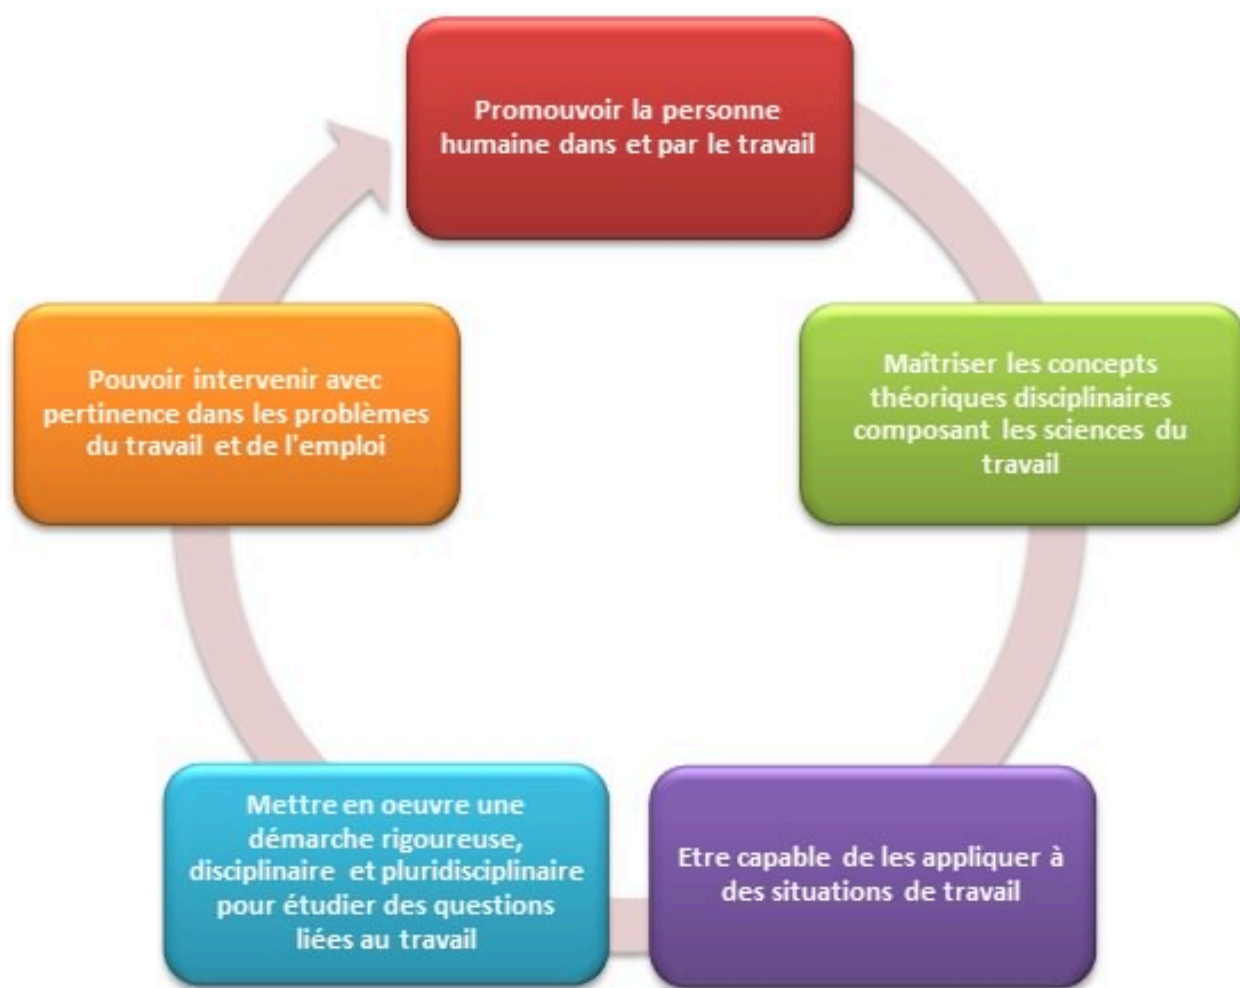 Promouvoir la personne
humaine dans et par le travail
Maîtriser les concepts
théoriques disciplinaires
composant les sciences du
travail
Etre capable de les appliquer à
des situations de travail
Mettre en oeuvre une
démarche rigoureuse,
disciplinaire et pluridisciplinaire
pour étudier des questions
liées au travail
Pouvoir intervenir avec
pertinence dans les problèmes
du travail et de l'emploi